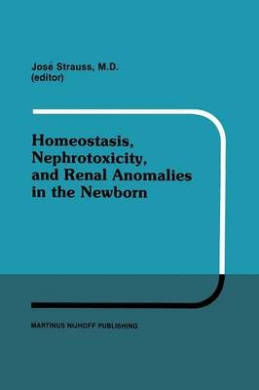 José Strauss, M.D.
(editor)
Homeostasis,
Nephrotoxicity,
and Renal Anomalies
in the Newborn
MARTINUS NIJHOFF PUBLISHING